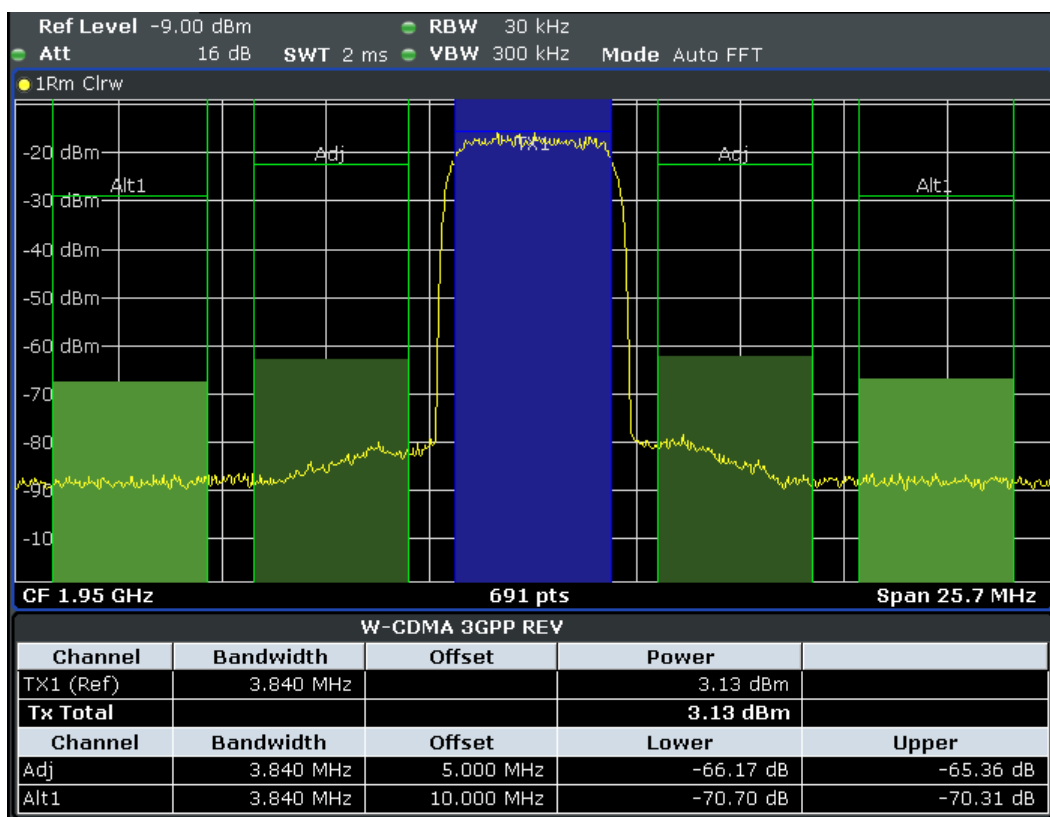 Ref Level -9.00 dBm RBW 30 kHz
Att 16 dB SWT 2 ms VBW 300 kHz Mode Auto FFT
1Rm Clrw
TX1
-20 dBm Adj Adj
Alt1 Alt1
-30 dBm
-40 dBm
-50 dBm
-60 dBm
-70
-80
-90
-10
CF 1.95 GHz 691 pts Span 25.7 MHz
W-CDMA 3GPP REV
Channel Bandwidth Offset Power
TX1 (Ref) 3.840 MHz 3.13 dBm
Tx Total 3.13 dBm
Channel Bandwidth Offset Lower Upper
Adj 3.840 MHz 5.000 MHz -66.17 dB -65.36 dB
Alt1 3.840 MHz 10.000 MHz -70.70 dB -70.31 dB